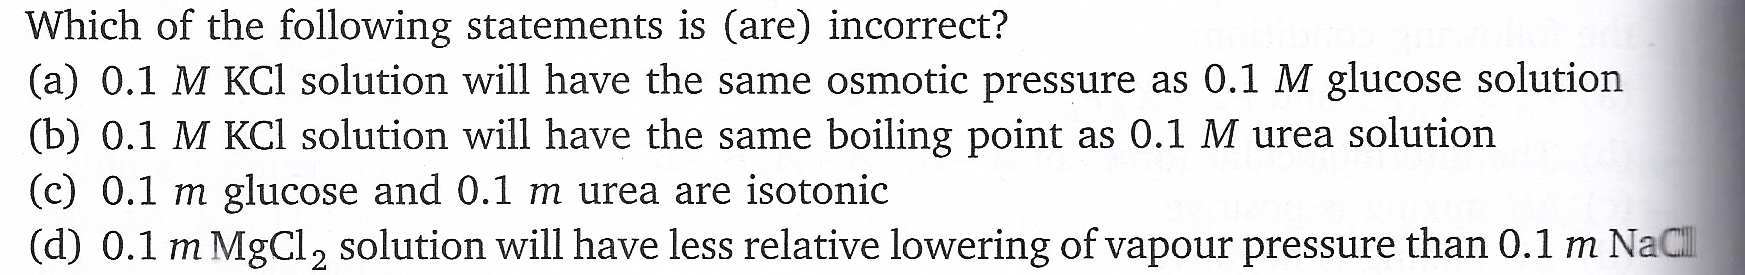 Which of the following statements is (are) incorrect?
(a) 0.1 M KCl solution will have the same osmotic pressure as 0.1 M glucose solution
(b) 0.1 M KCl solution will have the same boiling point as 0.1 M urea solution
(c) 0.1 m glucose and 0.1 m urea are isotonic
(d) 0.1 m MgCl₂ solution will have less relative lowering of vapour pressure than 0.1 m NaCl